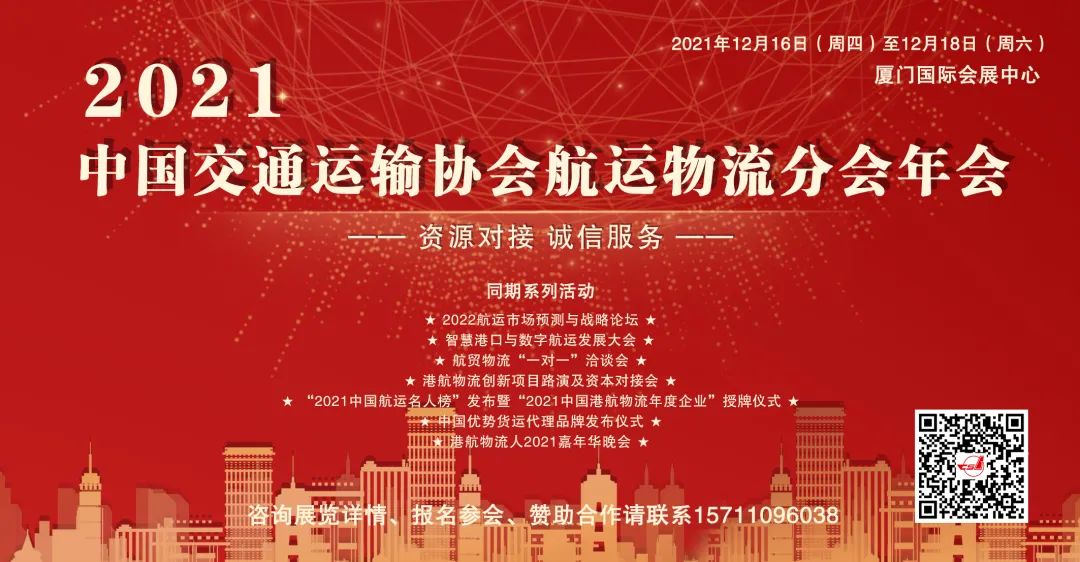 2021年12月16日（周四）至12月18日（周六）
厦门国际会展中心
2021
中国交通运输协会航运物流分会年会
—— 资源对接 诚信服务 ——
同期系列活动
★ 2022航运市场预测与战略论坛 ★
★ 智慧港口与数字航运发展大会 ★
★ 航贸物流“一对一”洽谈会 ★
★ 港航物流创新项目路演及资本对接会 ★
★ “2021中国航运名人榜”发布暨“2021中国港航物流年度企业”授牌仪式 ★
★ 中国优势货运代理品牌发布仪式 ★
★ 港航物流人2021嘉年华晚会 ★
咨询展览详情、报名参会、赞助合作请联系15711096038